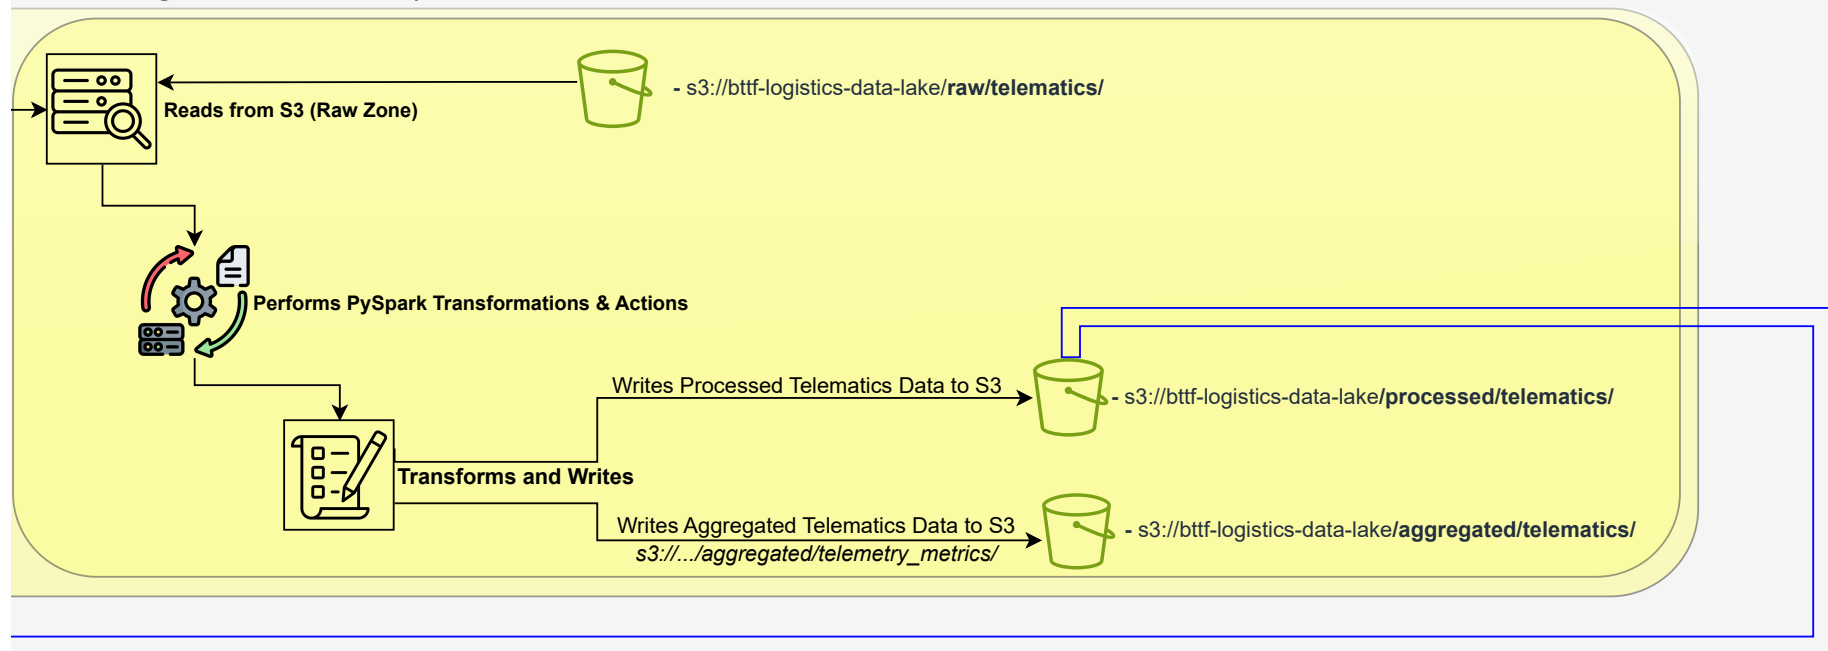 - s3://bttf-logistics-data-lake/raw/telematics/
Reads from S3 (Raw Zone)
Performs PySpark Transformations & Actions
Writes Processed Telematics Data to S3
- s3://bttf-logistics-data-lake/processed/telematics/
Transforms and Writes
Writes Aggregated Telematics Data to S3
s3://.../aggregated/telemetry_metrics/
- s3://bttf-logistics-data-lake/aggregated/telematics/